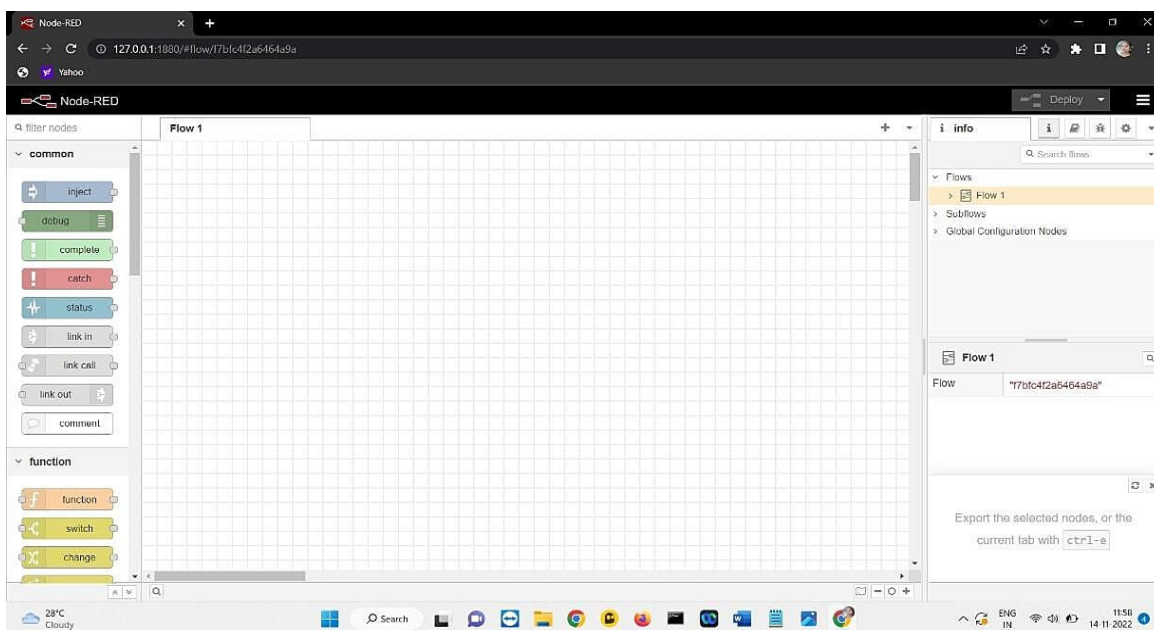 Node-RED
127.0.0.1:1880/#flow/f7bfc4f2a6464a9a
Yahoo
Node-RED
Deploy
filter nodes
common
inject
debug
complete
catch
status
link in
link call
link out
comment
function
function
switch
change
Flow 1
info
Search flows
Flows
Flow 1
Subflows
Global Configuration Nodes
Flow 1
Flow "f7bfc4f2a6464a9a"
Export the selected nodes, or the
current tab with ctrl-e
28°C
Cloudy
Search
ENG
IN
11:58
14-11-2022